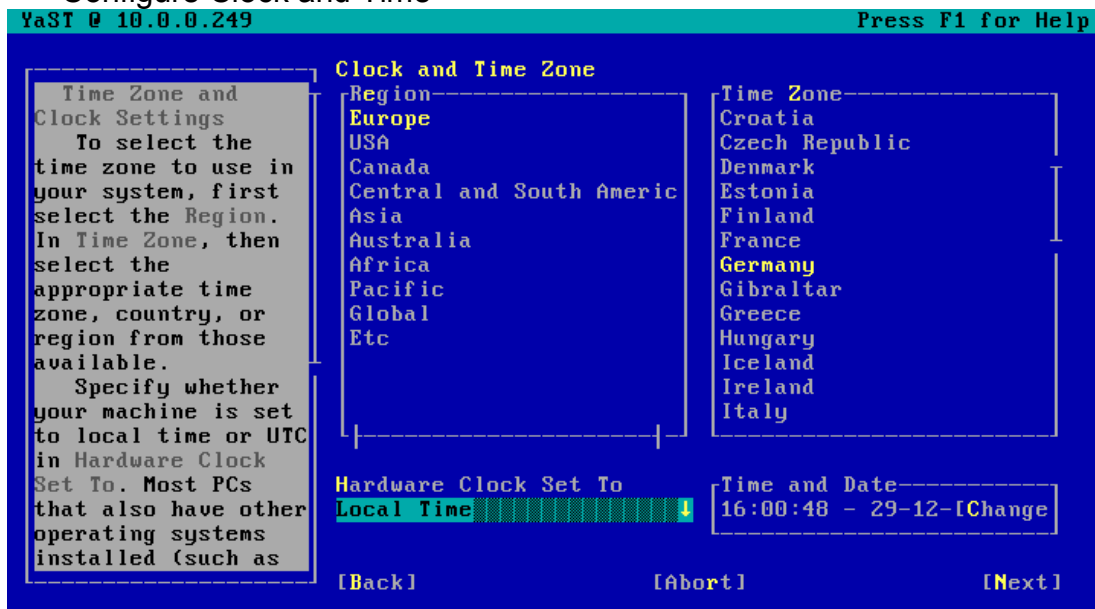 Configure Clock and Time
YaST @ 10.0.0.249 Press F1 for Help
Time Zone and
Clock Settings
To select the
time zone to use in
your system, first
select the Region.
In Time Zone, then
select the
appropriate time
zone, country, or
region from those
available.
Specify whether
your machine is set
to local time or UTC
in Hardware Clock
Set To. Most PCs
that also have other
operating systems
installed (such as
Clock and Time Zone
Region
Europe
USA
Canada
Central and South Americ
Asia
Australia
Africa
Pacific
Global
Etc
Time Zone
Croatia
Czech Republic
Denmark
Estonia
Finland
France
Germany
Gibraltar
Greece
Hungary
Iceland
Ireland
Italy
Hardware Clock Set To
Local Time
Time and Date
16:00:48 - 29-12-[Change
[Back] [Abort] [Next]